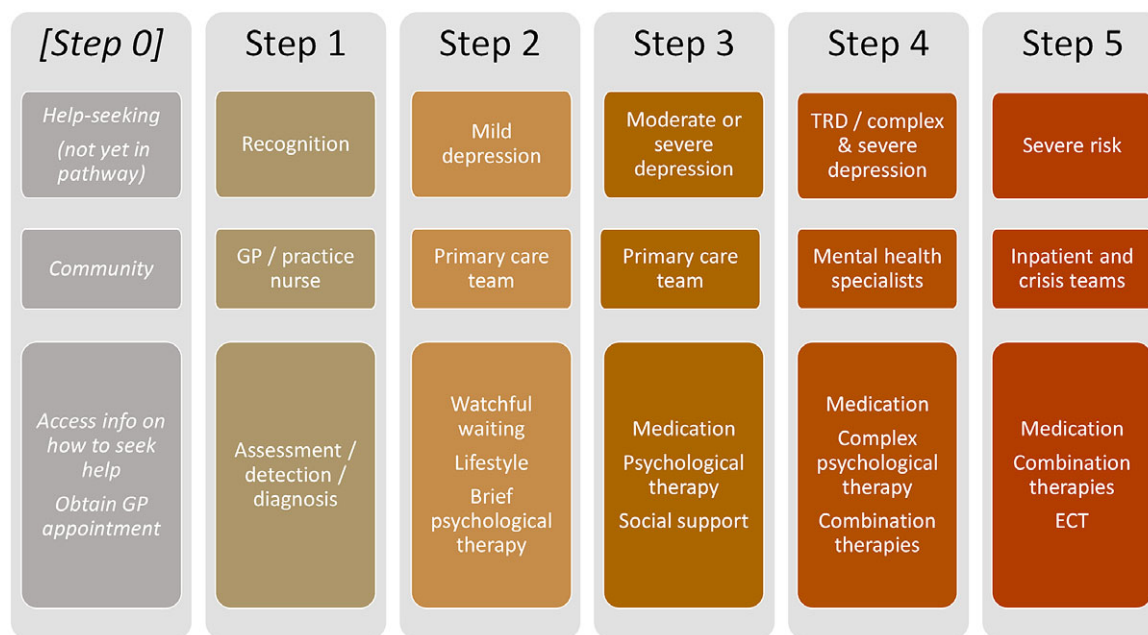 [Step 0]
Help-seeking
(not yet in
pathway)
Community
Access info on
how to seek
help
Obtain GP
appointment
Step 1
Recognition
GP / practice
nurse
Assessment /
detection /
diagnosis
Step 2
Mild
depression
Primary care
team
Watchful
waiting
Lifestyle
Brief
psychological
therapy
Step 3
Moderate or
severe
depression
Primary care
team
Medication
Psychological
therapy
Social support
Step 4
TRD / complex
& severe
depression
Mental health
specialists
Medication
Complex
psychological
therapy
Combination
therapies
Step 5
Severe risk
Inpatient and
crisis teams
Medication
Combination
therapies
ECT